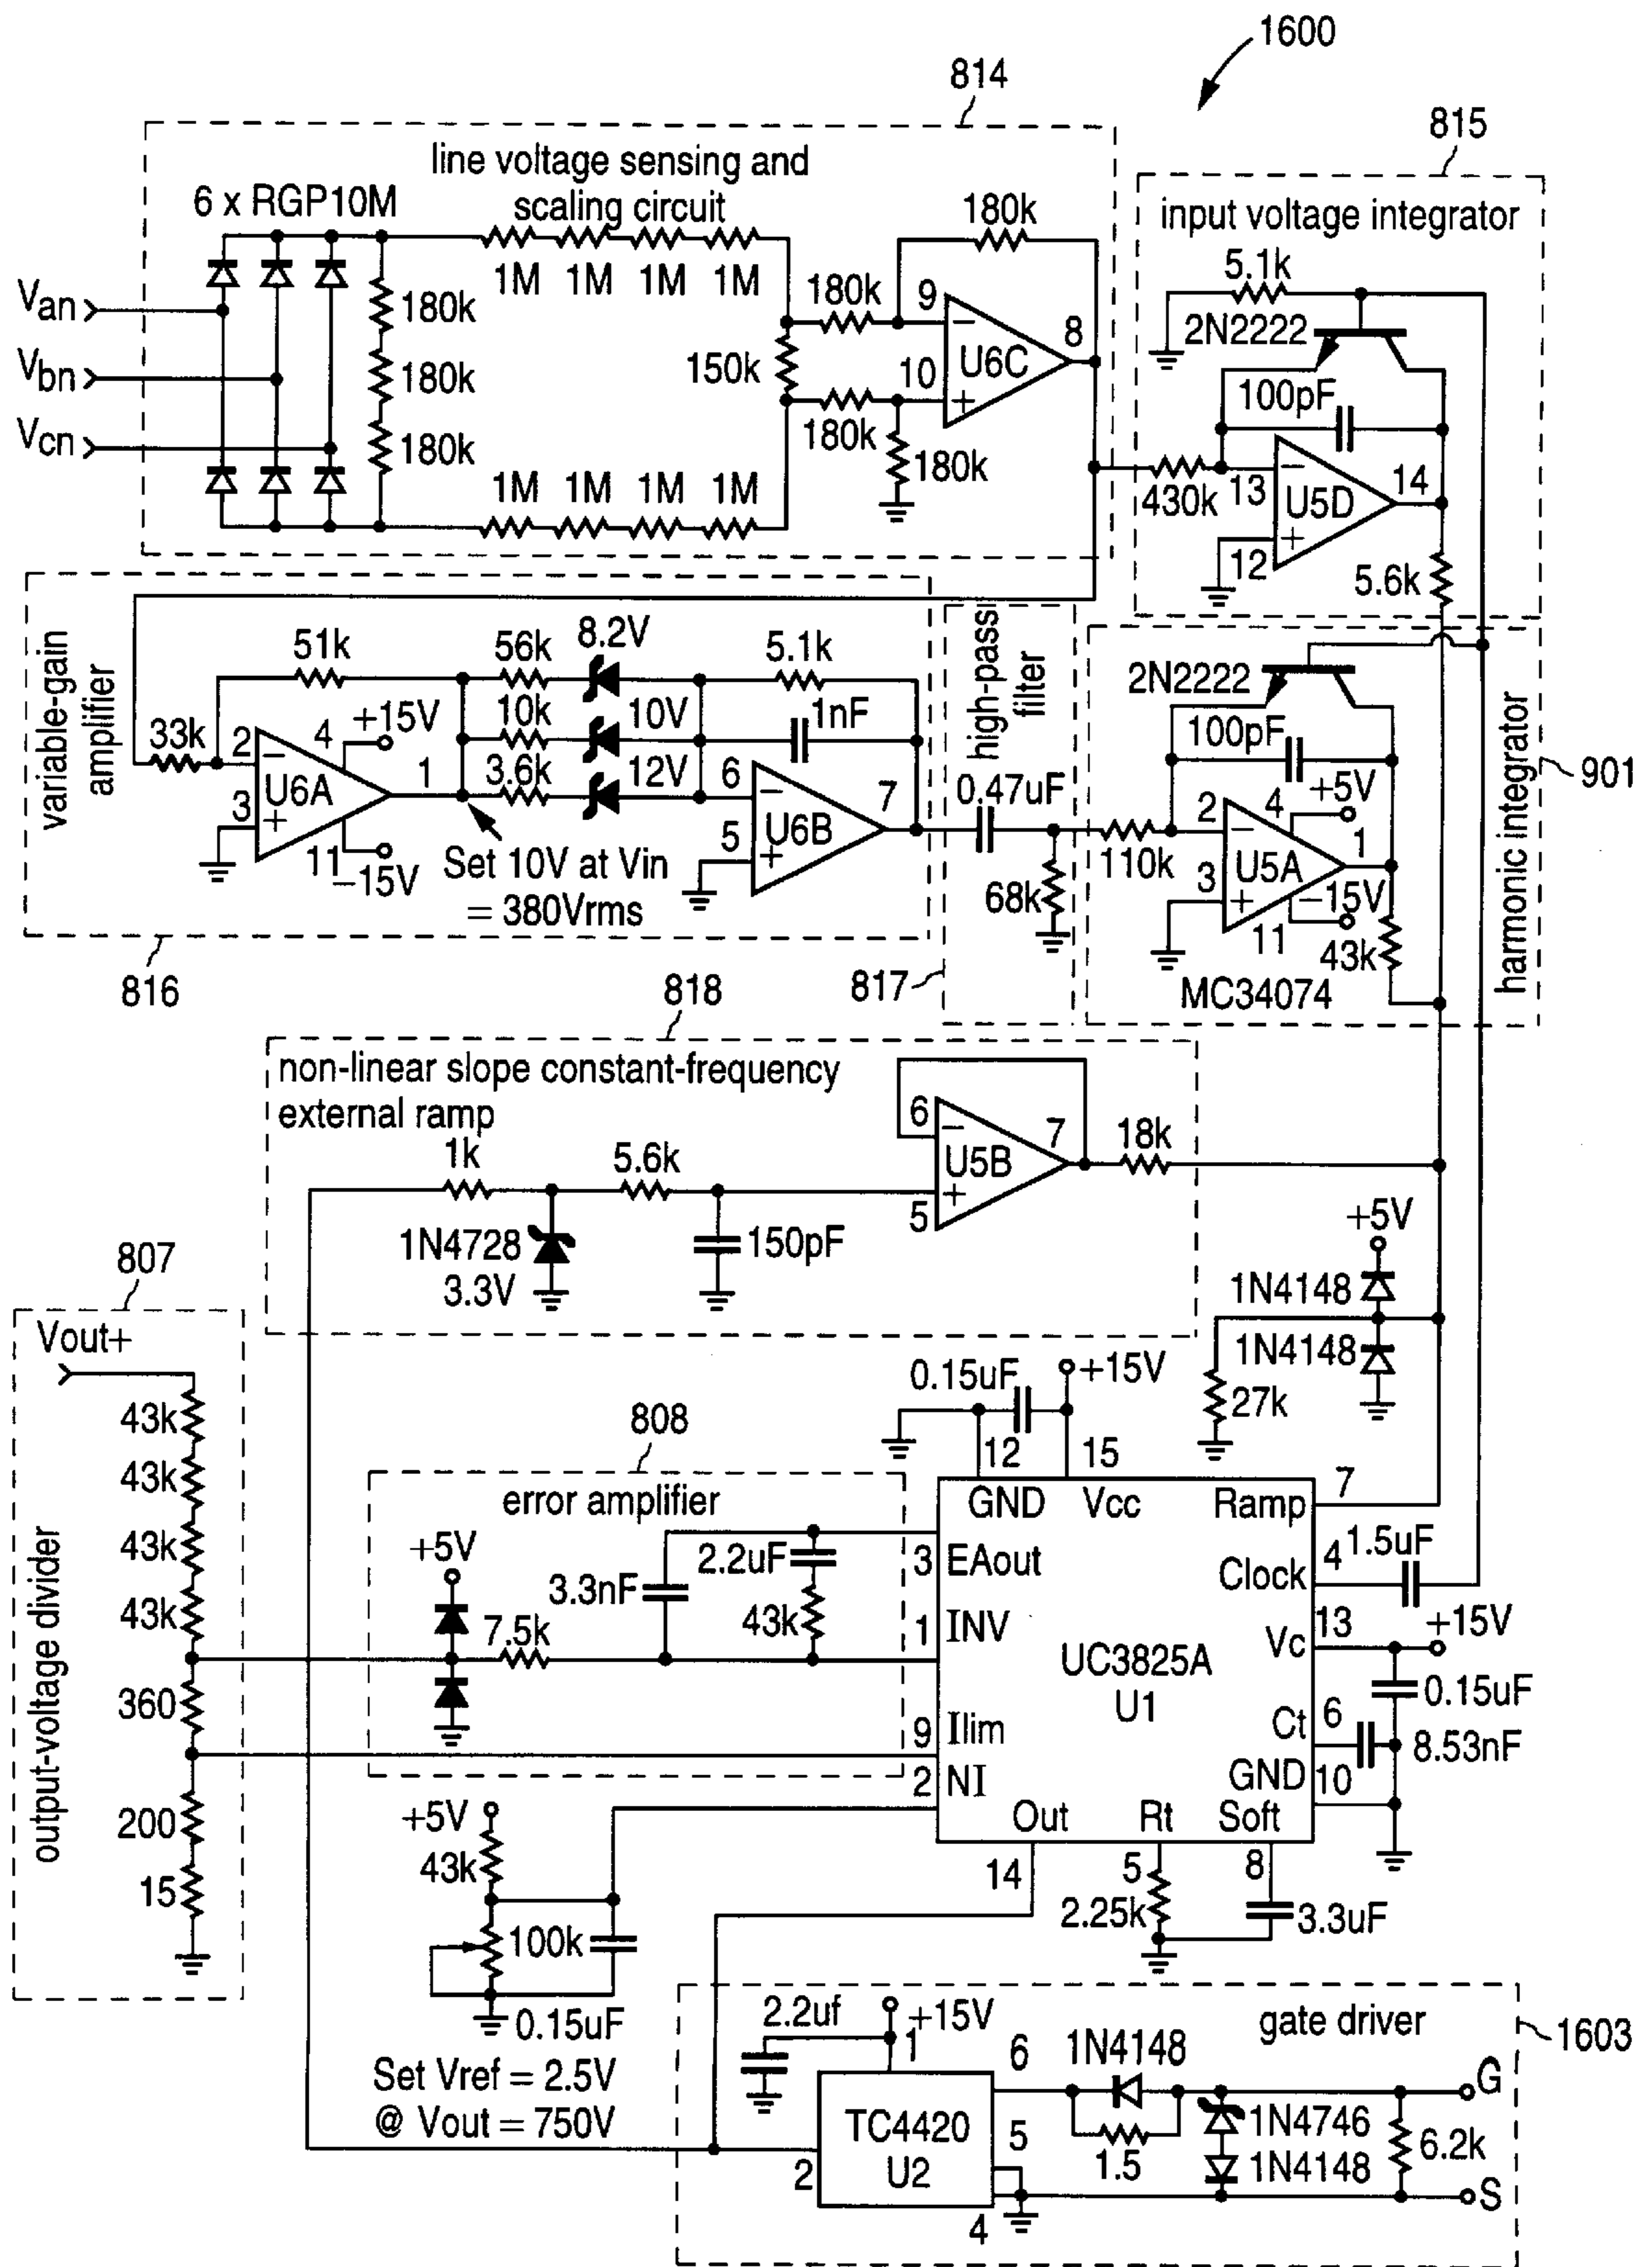 1600
814
815
line voltage sensing and
scaling circuit
6 x RGP10M
Van
Vbn
Vcn
180k
180k
180k
1M 1M 1M 1M
1M 1M 1M 1M
150k
180k
180k
180k
180k
9
10
8
−
+
U6C
input voltage integrator
5.1k
2N2222
100pF
430k
13
12
14
−
+
U5D
5.6k
variable-gain
amplifier
33k
51k
2
3
4
+15V
1
−
+
U6A
11
−15V
56k
8.2V
10k
10V
3.6k
12V
5.1k
1nF
6
5
7
−
+
U6B
Set 10V at Vin
= 380Vrms
816
high-pass
filter
0.47uF
68k
817
2N2222
100pF
110k
2
3
4
+5V
1
−
+
U5A
−15V
11
43k
MC34074
harmonic integrator
901
818
non-linear slope constant-frequency
external ramp
1k
5.6k
1N4728
3.3V
150pF
6
5
7
−
+
U5B
18k
+5V
1N4148
1N4148
27k
807
Vout+
43k
43k
43k
43k
360
200
15
output-voltage divider
808
error amplifier
+5V
7.5k
3.3nF
2.2uF
43k
0.15uF
+15V
12
15
GND
Vcc
Ramp
7
3
EAout
Clock
4
1.5uF
1
INV
Vc
13
+15V
UC3825A
U1
0.15uF
9
Ilim
Ct
6
8.53nF
2
NI
GND
10
Out
Rt
Soft
14
5
8
2.25k
3.3uF
+5V
43k
100k
0.15uF
Set Vref = 2.5V
@ Vout = 750V
gate driver
1603
2.2uf
+15V
1
6
1N4148
G
TC4420
U2
5
1.5
1N4746
1N4148
6.2k
2
4
S